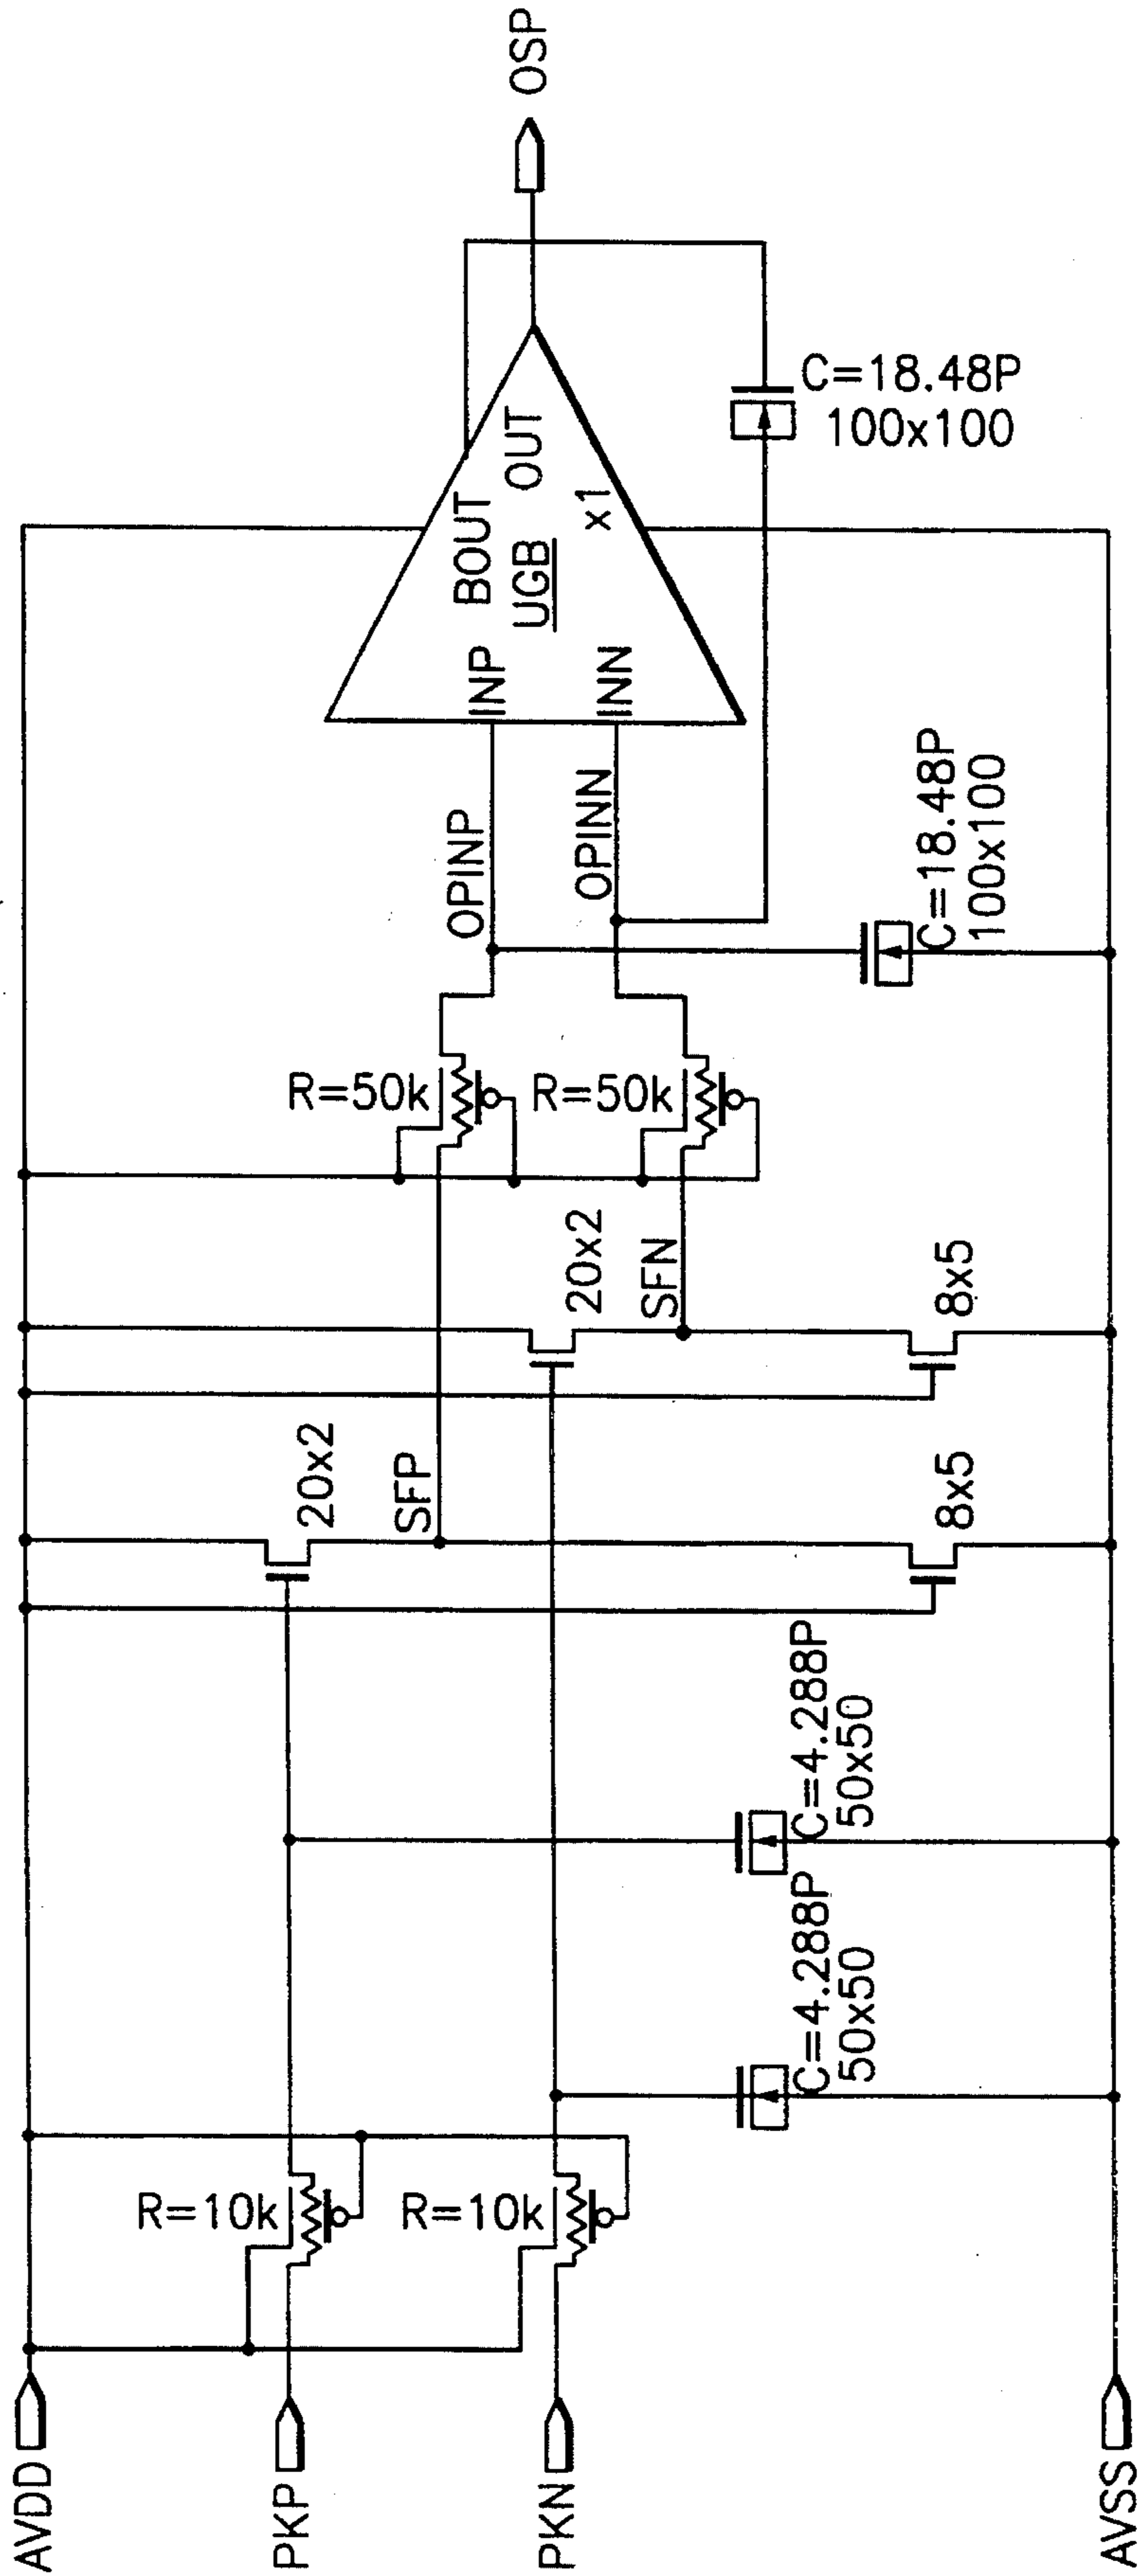 AVDD
PKP
PKN
AVSS
R=10k
R=10k
C=4.288P
50x50
C=4.288P
50x50
20x2
SFP
8x5
20x2
SFN
8x5
R=50k
R=50k
OPINP
OPINN
C=18.48P
100x100
INP
INN
BOUT
UGB
OUT
x1
C=18.48P
100x100
OSP